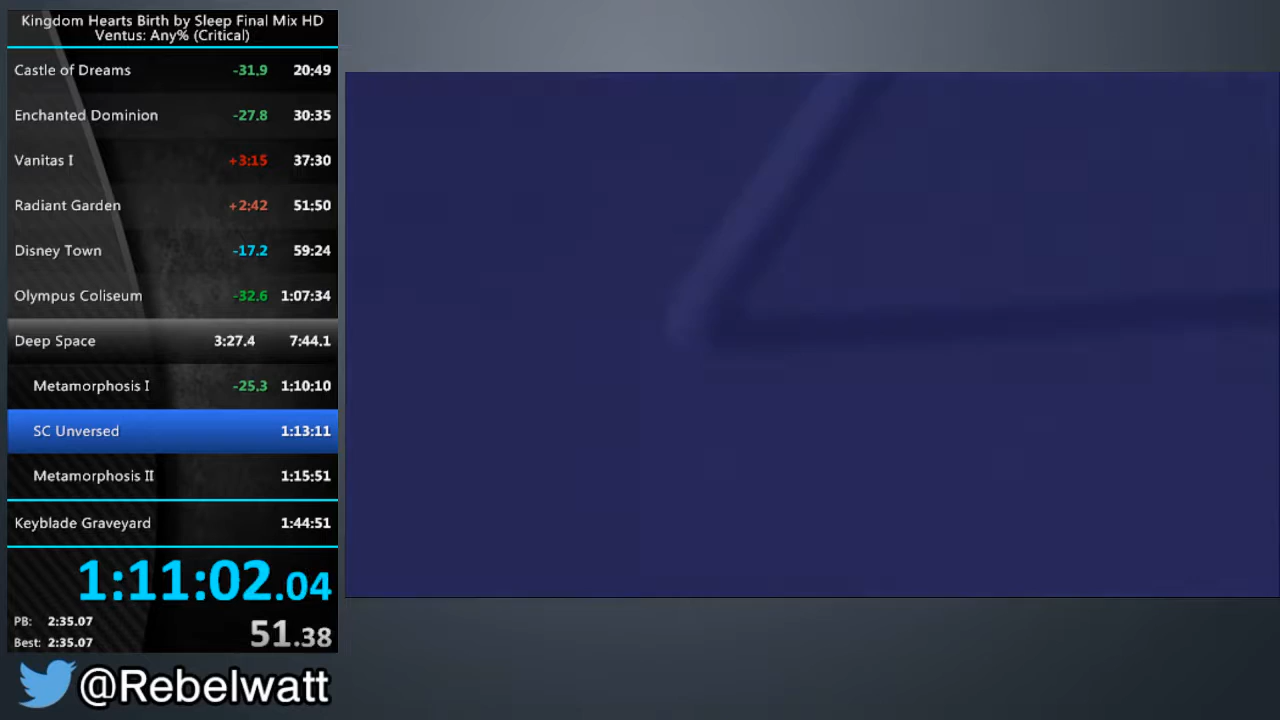 Kingdom Hearts Birth by Sleep Final Mix HD
Ventus: Any% (Critical)
Castle of Dreams -31.9 20:49
Enchanted Dominion -27.8 30:35
Vanitas I +3:15 37:30
Radiant Garden +2:42 51:50
Disney Town -17.2 59:24
Olympus Coliseum -32.6 1:07:34
Deep Space 3:27.4 7:44.1
Metamorphosis I -25.3 1:10:10
SC Unversed 1:13:11
Metamorphosis II 1:15:51
Keyblade Graveyard 1:44:51
1:11:02.04
PB: 2:35.07
Best: 2:35.07
51.38
@Rebelwatt